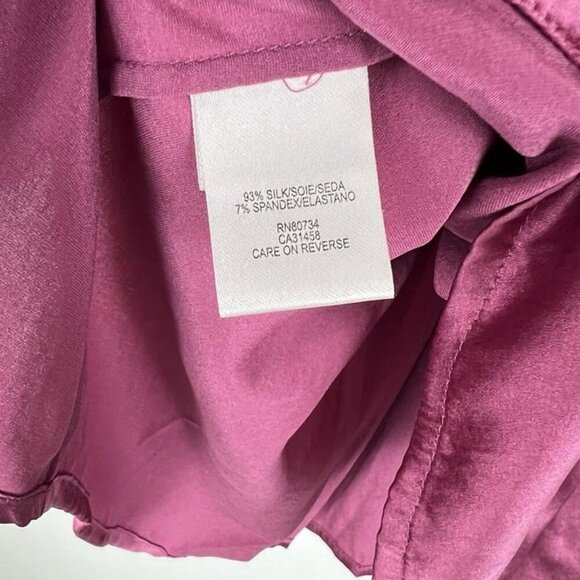 93% SILK/SOIE/SEDA
7% SPANDEX/ELASTANO
RN80734
CA31458
CARE ON REVERSE